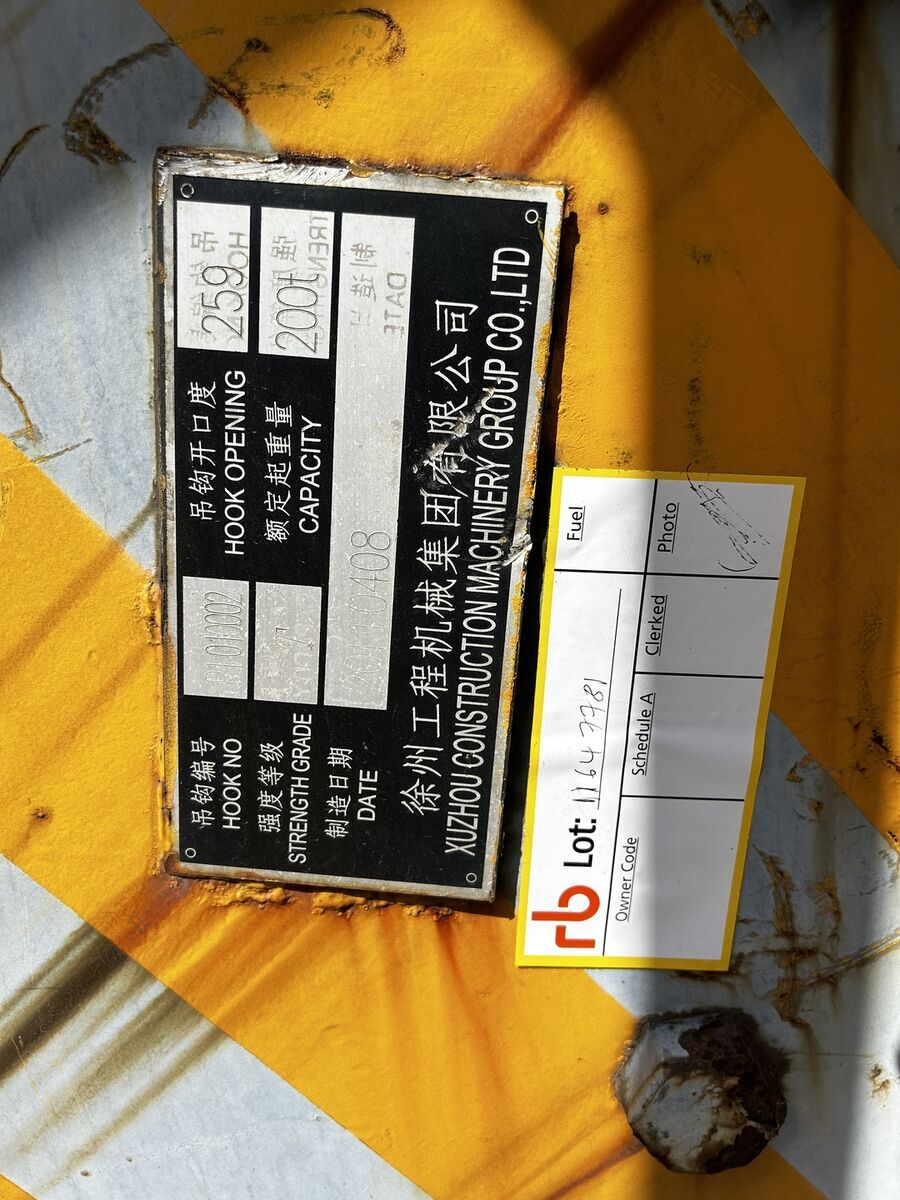 吊钩编号 吊钩开口度 259
HOOK NO HOOK OPENING
强度等级 额定起重量 200t
STRENGTH GRADE CAPACITY
制造日期
DATE
徐州工程机械集团有限公司
XUZHOU CONSTRUCTION MACHINERY GROUP CO.,LTD
rb Lot: 11647781 Fuel
Owner Code Schedule A Clerked Photo